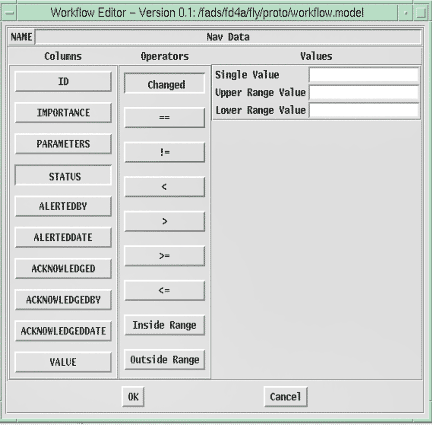 Workflow Editor – Version 0.1: /fads/fd4a/fly/proto/workflow.model
NAME Nav Data
Columns Operators Values
ID
IMPORTANCE
PARAMETERS
STATUS
ALERTEDBY
ALERTEDDATE
ACKNOWLEDGED
ACKNOWLEDGEDBY
ACKNOWLEDGEDDATE
VALUE
Changed
==
!=
<
>
>=
<=
Inside Range
Outside Range
Single Value
Upper Range Value
Lower Range Value
OK Cancel